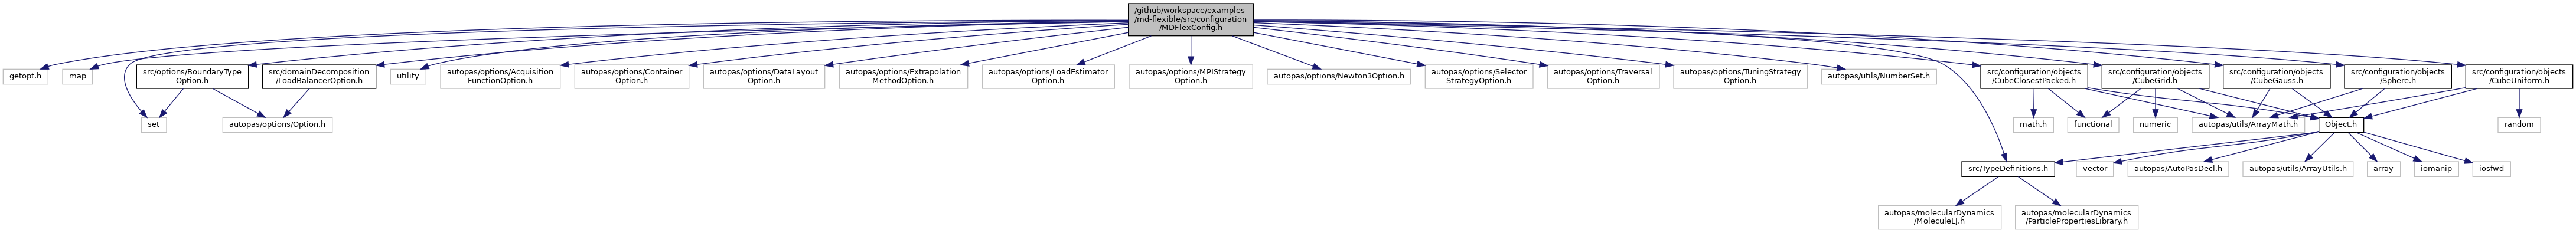 /github/workspace/examples
/md-flexible/src/configuration
/MDFlexConfig.h
getopt.h
map
src/options/BoundaryType
Option.h
src/domainDecomposition
/LoadBalancerOption.h
utility
autopas/options/Acquisition
FunctionOption.h
autopas/options/Container
Option.h
autopas/options/DataLayout
Option.h
autopas/options/Extrapolation
MethodOption.h
autopas/options/LoadEstimator
Option.h
autopas/options/MPIStrategy
Option.h
autopas/options/Newton3Option.h
autopas/options/Selector
StrategyOption.h
autopas/options/Traversal
Option.h
autopas/options/TuningStrategy
Option.h
autopas/utils/NumberSet.h
src/configuration/objects
/CubeClosestPacked.h
src/configuration/objects
/CubeGrid.h
src/configuration/objects
/CubeGauss.h
src/configuration/objects
/Sphere.h
src/configuration/objects
/CubeUniform.h
set
autopas/options/Option.h
math.h
functional
numeric
autopas/utils/ArrayMath.h
Object.h
random
src/TypeDefinitions.h
vector
autopas/AutoPasDecl.h
autopas/utils/ArrayUtils.h
array
iomanip
iosfwd
autopas/molecularDynamics
/MoleculeLJ.h
autopas/molecularDynamics
/ParticlePropertiesLibrary.h